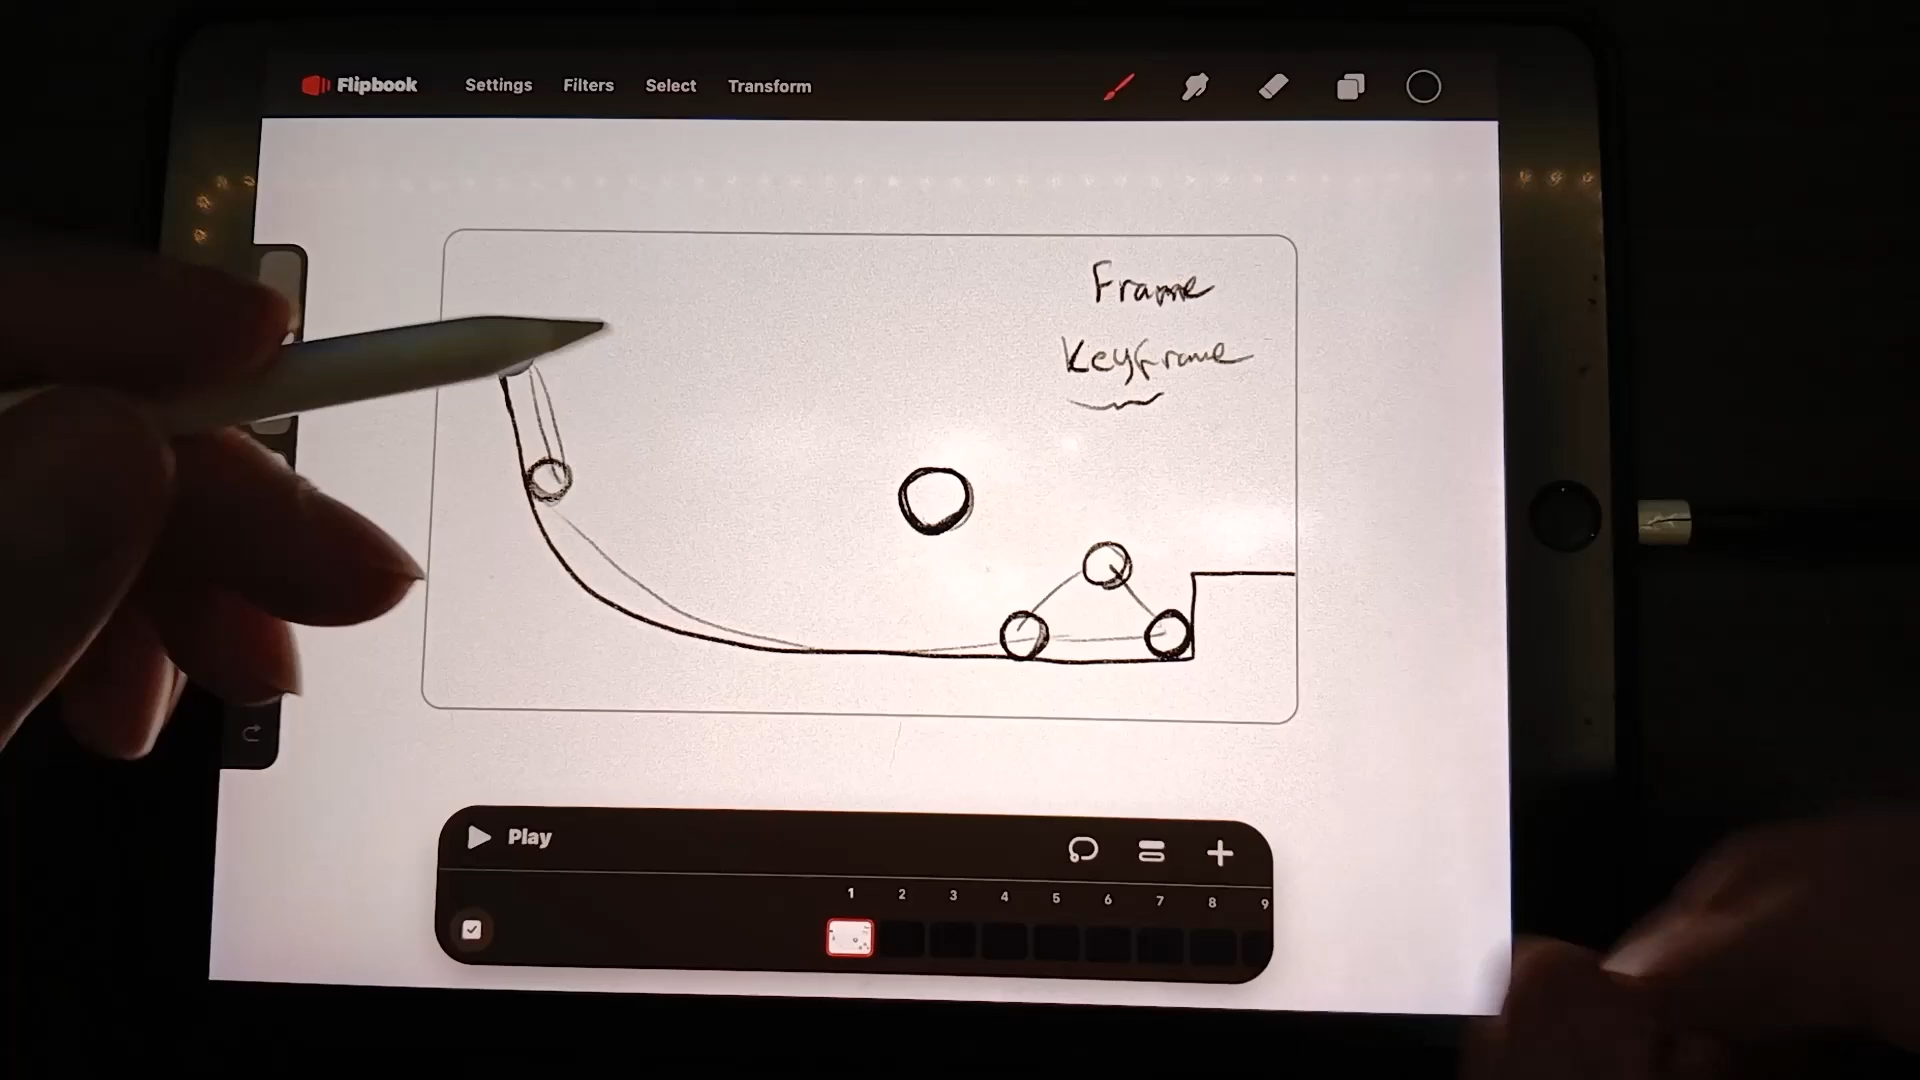 Flipbook Settings Filters Select Transform
Frame
Keyframe
Play
1 2 3 4 5 6 7 8 9